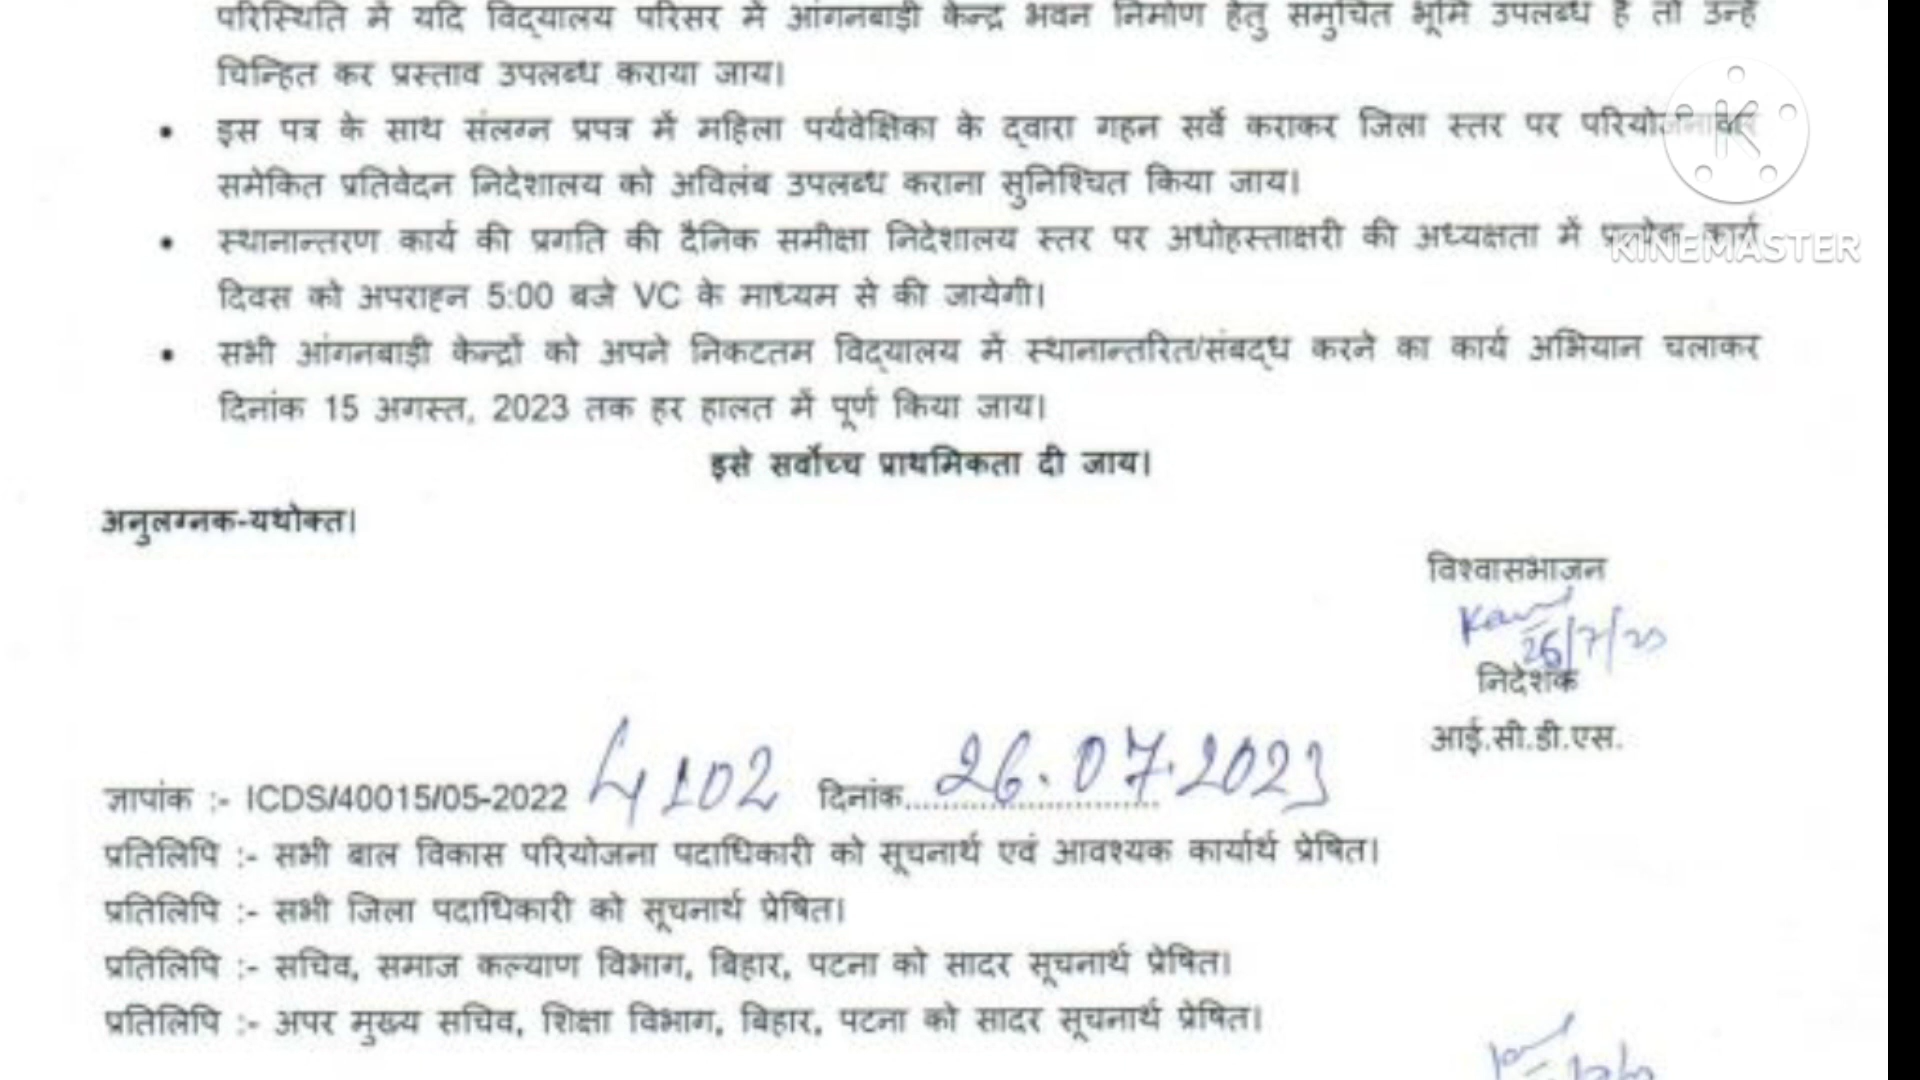 परिस्थिति में यदि विद्यालय परिसर में आंगनबाड़ी केन्द्र भवन निर्माण हेतु समुचित भूमि उपलब्ध है तो उन्हें
चिन्हित कर प्रस्ताव उपलब्ध कराया जाय।
• इस पत्र के साथ संलग्न प्रपत्र में महिला पर्यवेक्षिका के द्वारा गहन सर्वे कराकर जिला स्तर पर परियोजनावार
समेकित प्रतिवेदन निदेशालय को अविलंब उपलब्ध कराना सुनिश्चित किया जाय।
• स्थानान्तरण कार्य की प्रगति की दैनिक समीक्षा निदेशालय स्तर पर अधोहस्ताक्षरी की अध्यक्षता में प्रत्येक कार्य
KINEMASTER
दिवस को अपराहन 5:00 बजे VC के माध्यम से की जायेगी।
• सभी आंगनबाड़ी केन्द्रों को अपने निकटतम विद्यालय में स्थानान्तरित/संबद्ध करने का कार्य अभियान चलाकर
दिनांक 15 अगस्त, 2023 तक हर हालत में पूर्ण किया जाय।
इसे सर्वोच्च प्राथमिकता दी जाय।
अनुलग्नक-यथोक्त।
विश्वासभाजन
26/7/23
निदेशक
आई.सी.डी.एस.
ज्ञापांक :- ICDS/40015/05-2022 4102 दिनांक 26.07.2023
प्रतिलिपि :- सभी बाल विकास परियोजना पदाधिकारी को सूचनार्थ एवं आवश्यक कार्यार्थ प्रेषित।
प्रतिलिपि :- सभी जिला पदाधिकारी को सूचनार्थ प्रेषित।
प्रतिलिपि :- सचिव, समाज कल्याण विभाग, बिहार, पटना को सादर सूचनार्थ प्रेषित।
प्रतिलिपि :- अपर मुख्य सचिव, शिक्षा विभाग, बिहार, पटना को सादर सूचनार्थ प्रेषित।